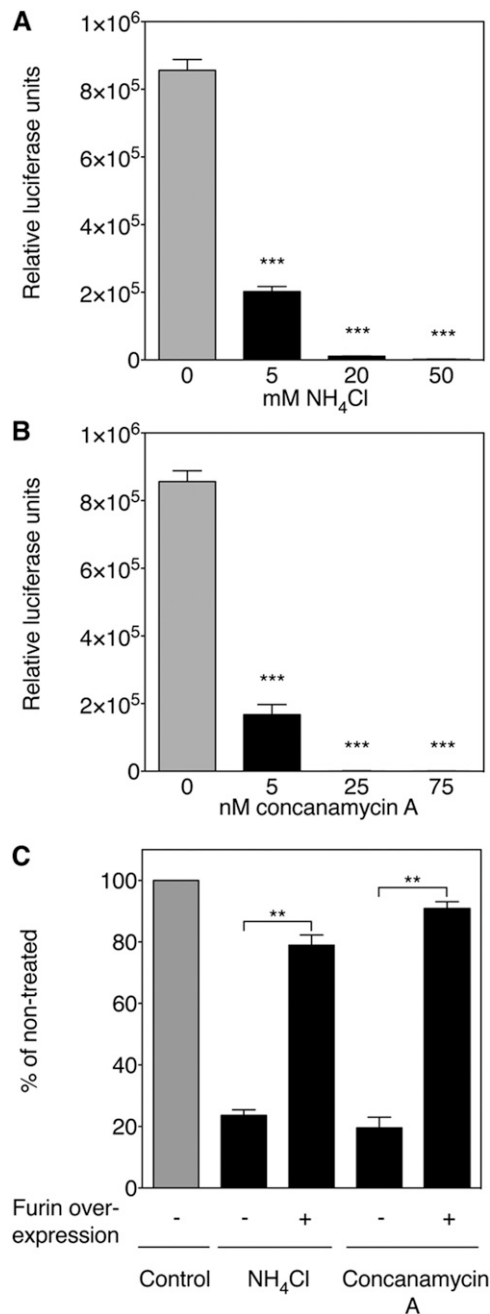 A
Relative luciferase units
1×10⁶
8×10⁵
6×10⁵
4×10⁵
2×10⁵
0
***
***
***
0 5 20 50
mM NH₄Cl
B
Relative luciferase units
1×10⁶
8×10⁵
6×10⁵
4×10⁵
2×10⁵
0
***
***
***
0 5 25 75
nM concanamycin A
C
% of non-treated
100
80
60
40
20
0
**
**
Furin over-
expression
- - + - +
Control NH₄Cl Concanamycin
A